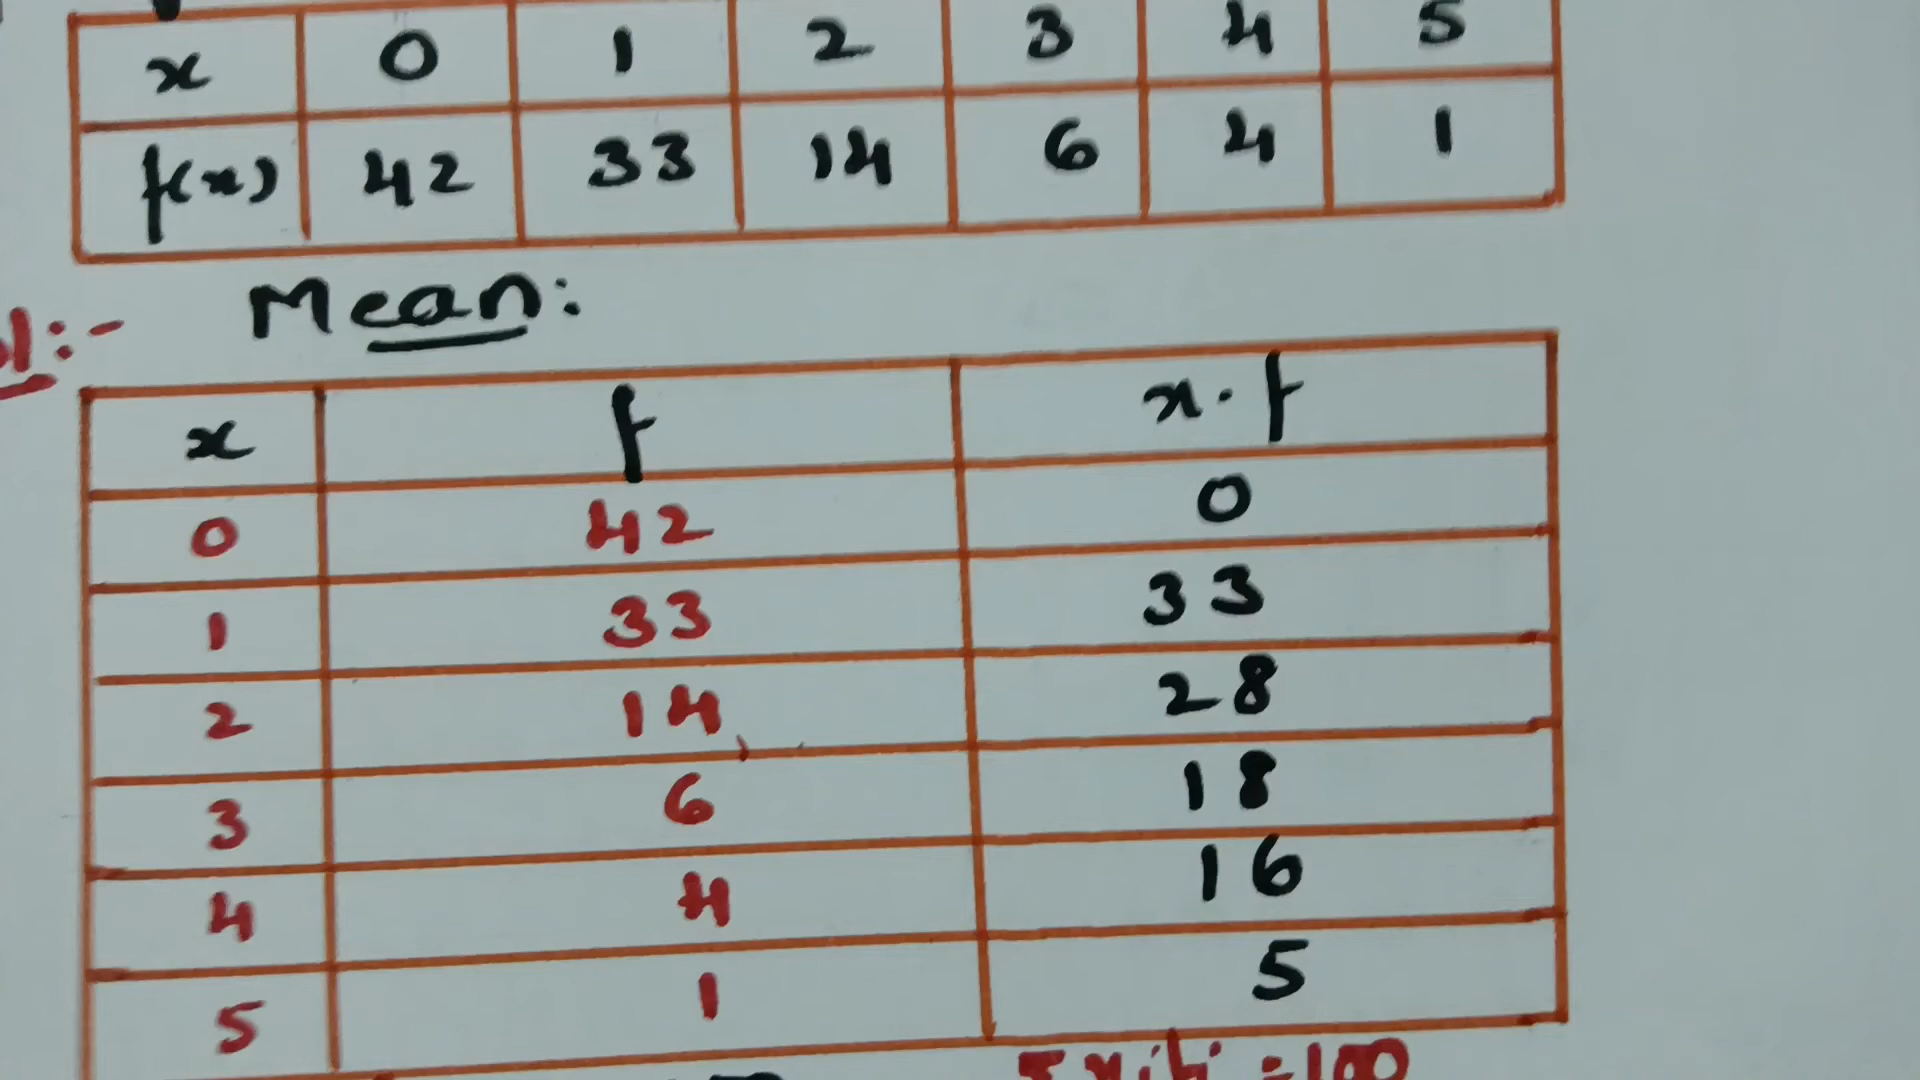 x 0 1 2 3 4 5
f(x) 42 33 14 6 4 1
Mean:
:-
x f x.f
0 42 0
1 33 33
2 14 28
3 6 18
4 4 16
5 1 5
=100